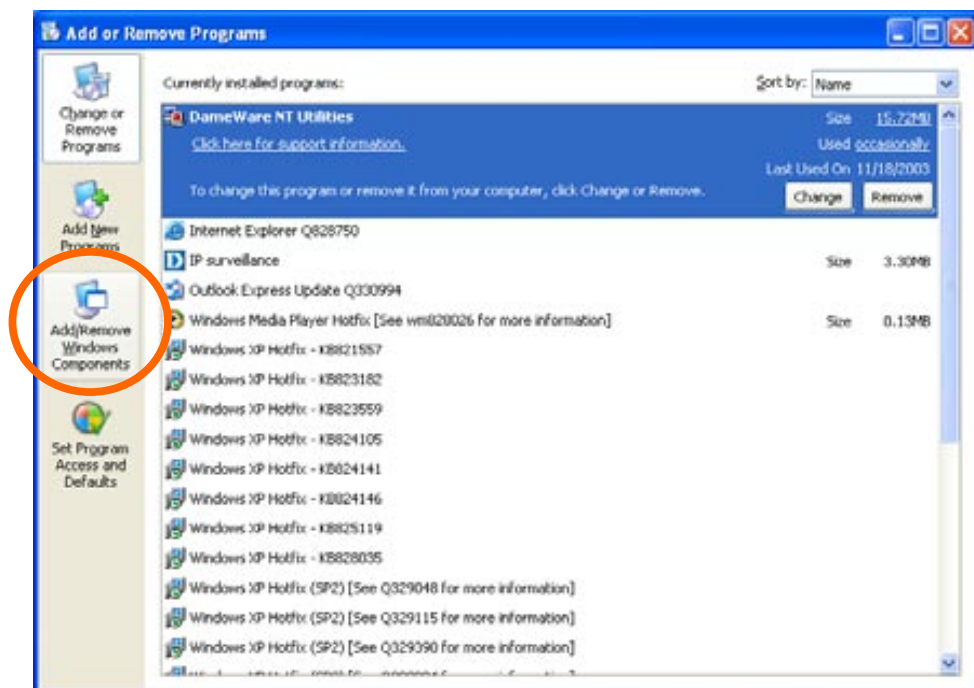 Add or Remove Programs
Change or
Remove
Programs
Add New
Programs
Add/Remove
Windows
Components
Set Program
Access and
Defaults
Currently installed programs:
Sort by: Name
DameWare NT Utilities Size 15.72MB
Click here for support information. Used occasionally
Last Used On 11/18/2003
To change this program or remove it from your computer, click Change or Remove. Change Remove
Internet Explorer Q828750
IP surveillance Size 3.30MB
Outlook Express Update Q330994
Windows Media Player Hotfix [See wm828026 for more information] Size 0.13MB
Windows XP Hotfix - KB821557
Windows XP Hotfix - KB823182
Windows XP Hotfix - KB823559
Windows XP Hotfix - KB824105
Windows XP Hotfix - KB824141
Windows XP Hotfix - KB824146
Windows XP Hotfix - KB825119
Windows XP Hotfix - KB828035
Windows XP Hotfix (SP2) [See Q329048 for more information]
Windows XP Hotfix (SP2) [See Q329115 for more information]
Windows XP Hotfix (SP2) [See Q329390 for more information]